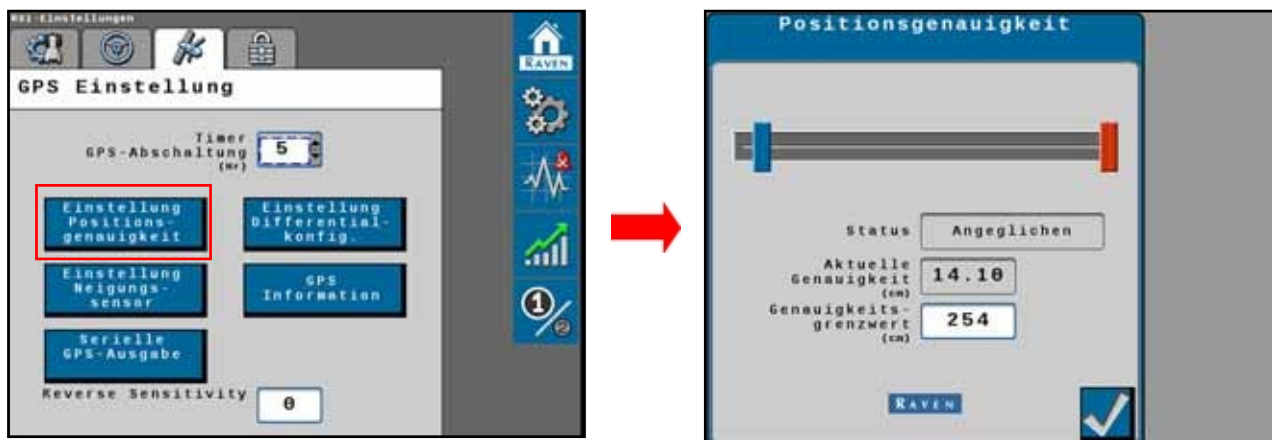 RS1-Einstellungen
GPS Einstellung
Timer
GPS-Abschaltung
(Hr)
5
Einstellung
Positions-
genauigkeit
Einstellung
Differential-
konfig.
Einstellung
Neigungs-
sensor
GPS
Information
Serielle
GPS-Ausgabe
Reverse Sensitivity
0
RAVEN
1/2
Positionsgenauigkeit
Status
Angeglichen
Aktuelle
Genauigkeit
(cm)
14.10
Genauigkeits-
grenzwert
(cm)
254
RAVEN